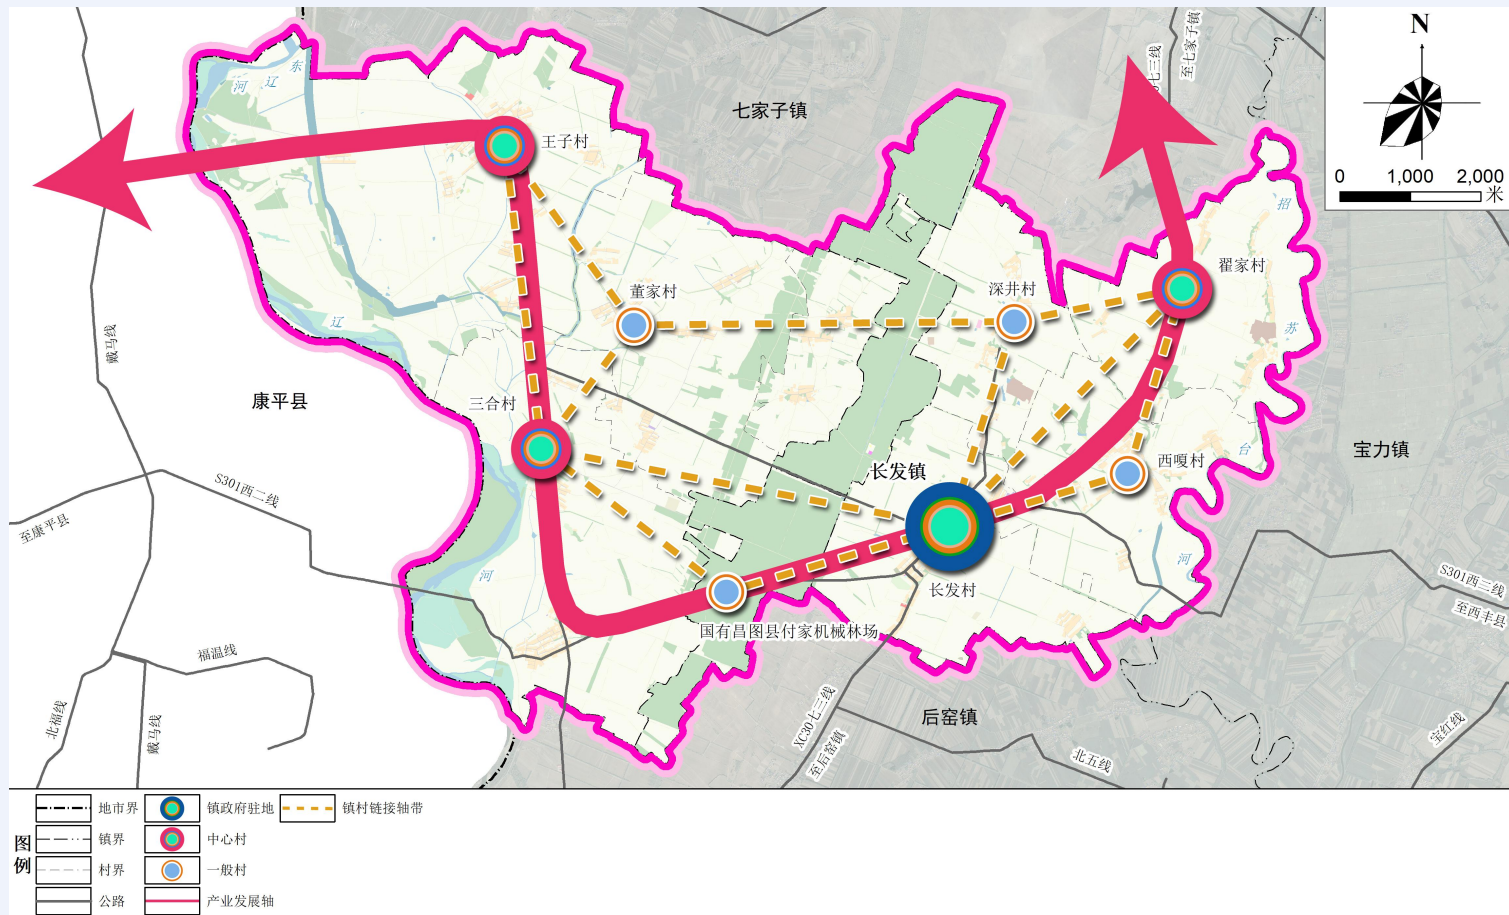 N
0 1,000 2,000
米
七三线
至七家子镇
七家子镇
东
辽
河
王子村
招
翟家村
董家村
深井村
苏
辽
戴马线
康平县
三合村
长发镇
西嘎村
台
宝力镇
S301西二线
至康平县
河
河
长发村
S301西二线
至西丰县
国有昌图县付家机械林场
福温线
北福线
戴马线
XC30七三线
至后窑镇
后窑镇
北五线
宝红线
图例
地市界
镇政府驻地
镇村链接轴带
镇界
中心村
村界
一般村
公路
产业发展轴